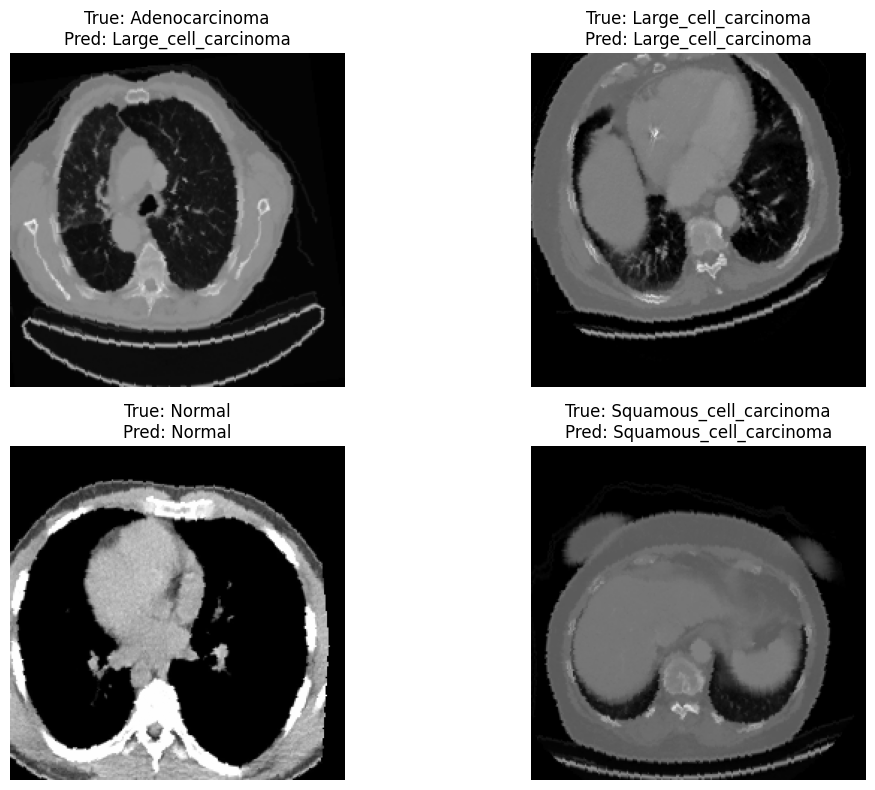 True: Adenocarcinoma
Pred: Large_cell_carcinoma
True: Large_cell_carcinoma
Pred: Large_cell_carcinoma
True: Normal
Pred: Normal
True: Squamous_cell_carcinoma
Pred: Squamous_cell_carcinoma